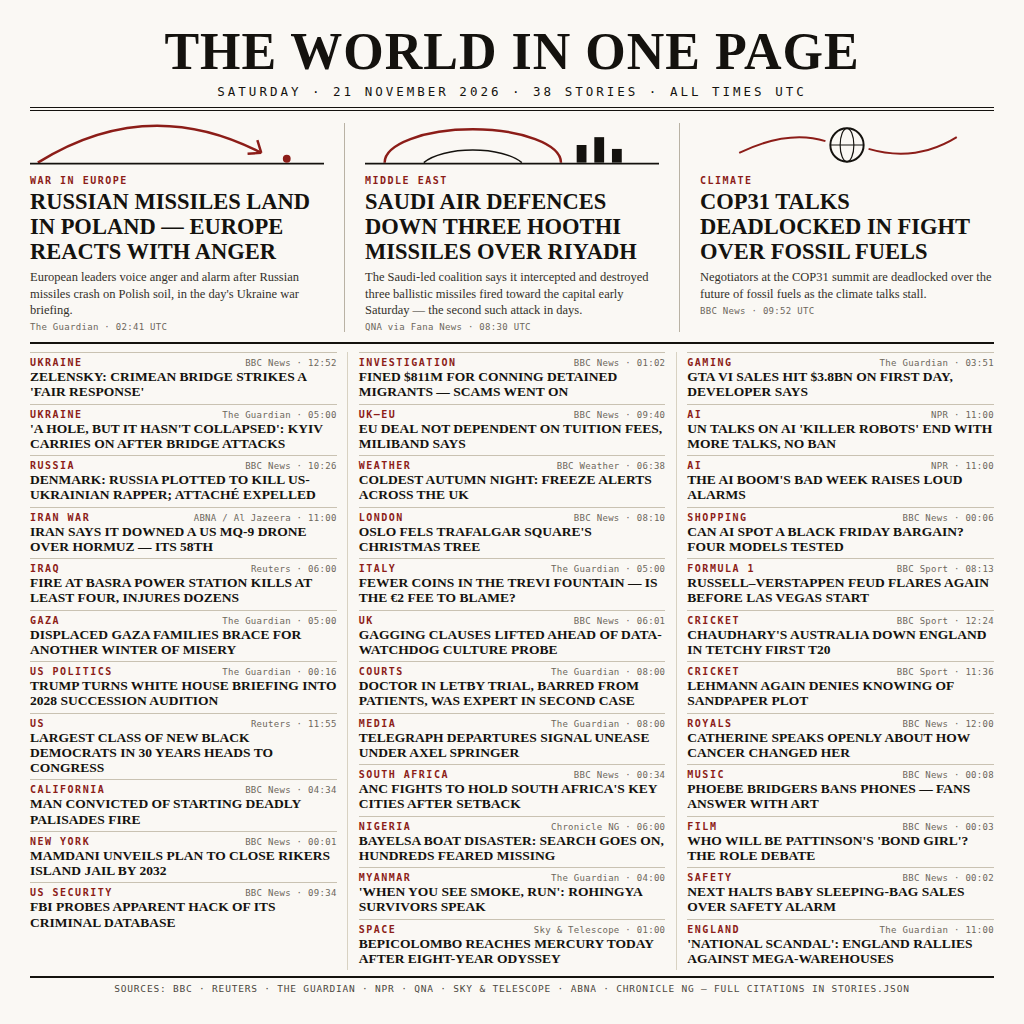 THE WORLD IN ONE PAGE
SATURDAY · 21 NOVEMBER 2026 · 38 STORIES · ALL TIMES UTC
WAR IN EUROPE
RUSSIAN MISSILES LAND
IN POLAND — EUROPE
REACTS WITH ANGER
European leaders voice anger and alarm after Russian
missiles crash on Polish soil, in the day's Ukraine war
briefing.
The Guardian · 02:41 UTC
MIDDLE EAST
SAUDI AIR DEFENCES
DOWN THREE HOOTHI
MISSILES OVER RIYADH
The Saudi-led coalition says it intercepted and destroyed
three ballistic missiles fired toward the capital early
Saturday — the second such attack in days.
QNA via Fana News · 08:30 UTC
CLIMATE
COP31 TALKS
DEADLOCKED IN FIGHT
OVER FOSSIL FUELS
Negotiators at the COP31 summit are deadlocked over the
future of fossil fuels as the climate talks stall.
BBC News · 09:52 UTC
UKRAINE BBC News · 12:52
ZELENSKY: CRIMEAN BRIDGE STRIKES A
'FAIR RESPONSE'
UKRAINE The Guardian · 05:00
'A HOLE, BUT IT HASN'T COLLAPSED': KYIV
CARRIES ON AFTER BRIDGE ATTACKS
RUSSIA BBC News · 10:26
DENMARK: RUSSIA PLOTTED TO KILL US-
UKRAINIAN RAPPER; ATTACHÉ EXPELLED
IRAN WAR ABNA / Al Jazeera · 11:00
IRAN SAYS IT DOWNED A US MQ-9 DRONE
OVER HORMUZ — ITS 58TH
IRAQ Reuters · 06:00
FIRE AT BASRA POWER STATION KILLS AT
LEAST FOUR, INJURES DOZENS
GAZA The Guardian · 05:00
DISPLACED GAZA FAMILIES BRACE FOR
ANOTHER WINTER OF MISERY
US POLITICS The Guardian · 00:16
TRUMP TURNS WHITE HOUSE BRIEFING INTO
2028 SUCCESSION AUDITION
US Reuters · 11:55
LARGEST CLASS OF NEW BLACK
DEMOCRATS IN 30 YEARS HEADS TO
CONGRESS
CALIFORNIA BBC News · 04:34
MAN CONVICTED OF STARTING DEADLY
PALISADES FIRE
NEW YORK BBC News · 00:01
MAMDANI UNVEILS PLAN TO CLOSE RIKERS
ISLAND JAIL BY 2032
US SECURITY BBC News · 09:34
FBI PROBES APPARENT HACK OF ITS
CRIMINAL DATABASE
INVESTIGATION BBC News · 01:02
FINED $811M FOR CONNING DETAINED
MIGRANTS — SCAMS WENT ON
UK–EU BBC News · 09:40
EU DEAL NOT DEPENDENT ON TUITION FEES,
MILIBAND SAYS
WEATHER BBC Weather · 06:38
COLDEST AUTUMN NIGHT: FREEZE ALERTS
ACROSS THE UK
LONDON BBC News · 08:10
OSLO FELS TRAFALGAR SQUARE'S
CHRISTMAS TREE
ITALY The Guardian · 05:00
FEWER COINS IN THE TREVI FOUNTAIN — IS
THE €2 FEE TO BLAME?
UK BBC News · 06:01
GAGGING CLAUSES LIFTED AHEAD OF DATA-
WATCHDOG CULTURE PROBE
COURTS The Guardian · 08:00
DOCTOR IN LETBY TRIAL, BARRED FROM
PATIENTS, WAS EXPERT IN SECOND CASE
MEDIA The Guardian · 08:00
TELEGRAPH DEPARTURES SIGNAL UNEASE
UNDER AXEL SPRINGER
SOUTH AFRICA BBC News · 00:34
ANC FIGHTS TO HOLD SOUTH AFRICA'S KEY
CITIES AFTER SETBACK
NIGERIA Chronicle NG · 06:00
BAYELSA BOAT DISASTER: SEARCH GOES ON,
HUNDREDS FEARED MISSING
MYANMAR The Guardian · 04:00
'WHEN YOU SEE SMOKE, RUN': ROHINGYA
SURVIVORS SPEAK
SPACE Sky & Telescope · 01:00
BEPICOLOMBO REACHES MERCURY TODAY
AFTER EIGHT-YEAR ODYSSEY
GAMING The Guardian · 03:51
GTA VI SALES HIT $3.8BN ON FIRST DAY,
DEVELOPER SAYS
AI NPR · 11:00
UN TALKS ON AI 'KILLER ROBOTS' END WITH
MORE TALKS, NO BAN
AI NPR · 11:00
THE AI BOOM'S BAD WEEK RAISES LOUD
ALARMS
SHOPPING BBC News · 00:06
CAN AI SPOT A BLACK FRIDAY BARGAIN?
FOUR MODELS TESTED
FORMULA 1 BBC Sport · 08:13
RUSSELL–VERSTAPPEN FEUD FLARES AGAIN
BEFORE LAS VEGAS START
CRICKET BBC Sport · 12:24
CHAUDHARY'S AUSTRALIA DOWN ENGLAND
IN TETCHY FIRST T20
CRICKET BBC Sport · 11:36
LEHMANN AGAIN DENIES KNOWING OF
SANDPAPER PLOT
ROYALS BBC News · 12:00
CATHERINE SPEAKS OPENLY ABOUT HOW
CANCER CHANGED HER
MUSIC BBC News · 00:08
PHOEBE BRIDGERS BANS PHONES — FANS
ANSWER WITH ART
FILM BBC News · 00:03
WHO WILL BE PATTINSON'S 'BOND GIRL'?
THE ROLE DEBATE
SAFETY BBC News · 00:02
NEXT HALTS BABY SLEEPING-BAG SALES
OVER SAFETY ALARM
ENGLAND The Guardian · 11:00
'NATIONAL SCANDAL': ENGLAND RALLIES
AGAINST MEGA-WAREHOUSES
SOURCES: BBC · REUTERS · THE GUARDIAN · NPR · QNA · SKY & TELESCOPE · ABNA · CHRONICLE NG — FULL CITATIONS IN STORIES.JSON